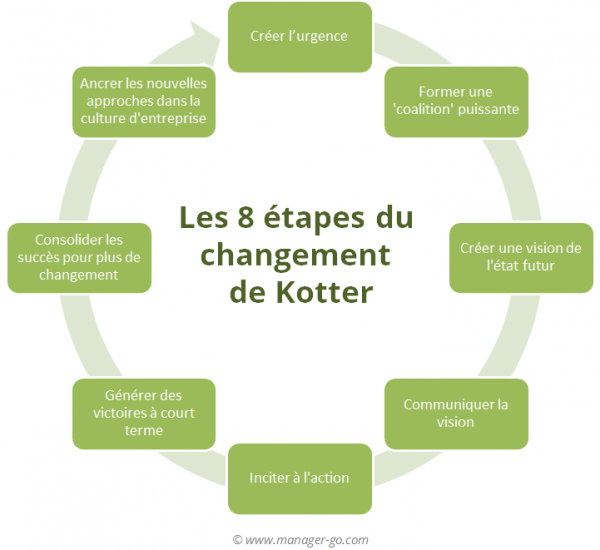 Créer l’urgence
Former une
'coalition' puissante
Créer une vision de
l'état futur
Communiquer la
vision
Inciter à l'action
Générer des
victoires à court
terme
Consolider les
succès pour plus de
changement
Ancrer les nouvelles
approches dans la
culture d'entreprise
Les 8 étapes du
changement
de Kotter
© www.manager-go.com